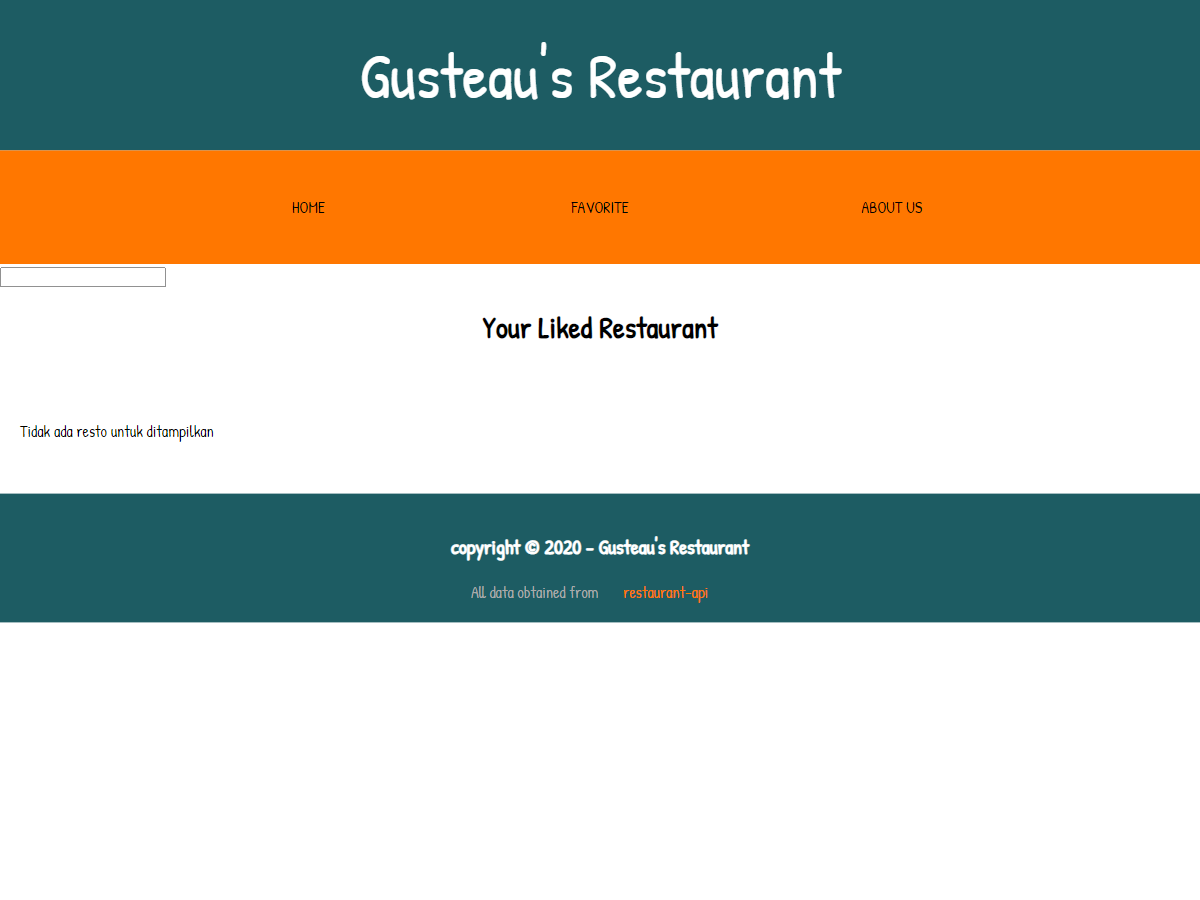 Gusteau's Restaurant
HOME FAVORITE ABOUT US
Your Liked Restaurant
Tidak ada resto untuk ditampilkan
copyright © 2020 - Gusteau's Restaurant
All data obtained from restaurant-api